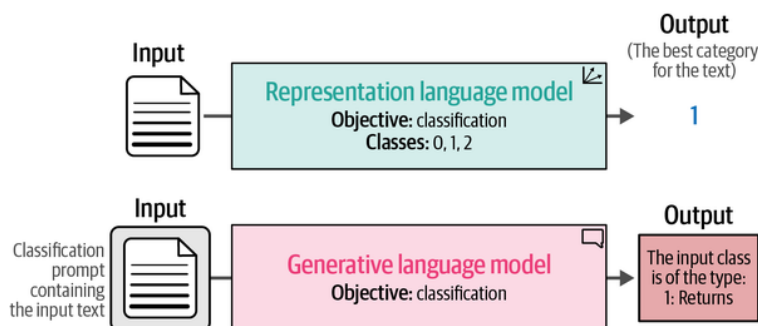 Input
Representation language model
Objective: classification
Classes: 0, 1, 2
Output
(The best category
for the text)
1
Input
Classification
prompt
containing
the input text
Generative language model
Objective: classification
Output
The input class
is of the type:
1: Returns